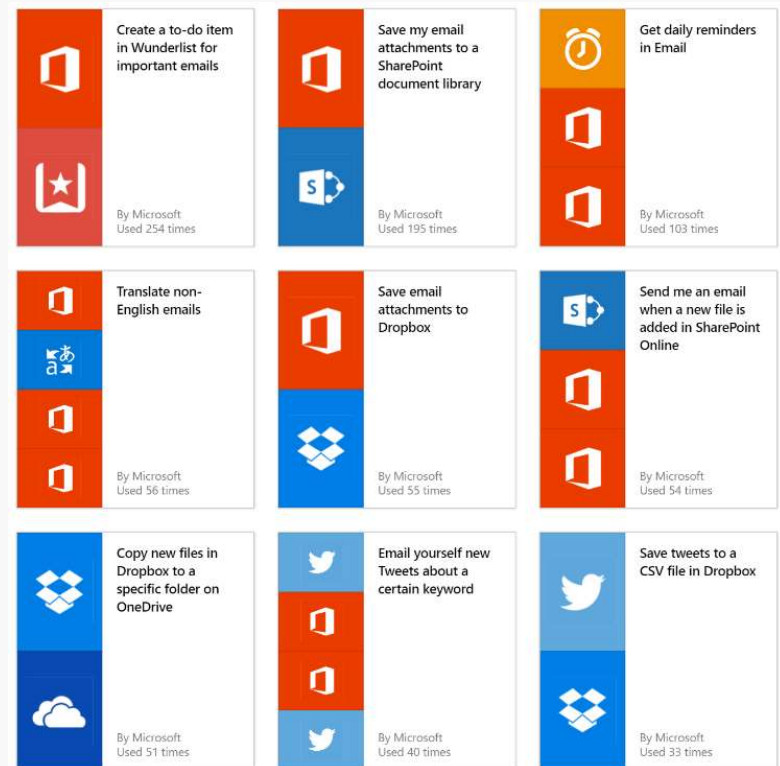 Create a to-do item
in Wunderlist for
important emails
By Microsoft
Used 254 times
Save my email
attachments to a
SharePoint
document library
S
By Microsoft
Used 195 times
Get daily reminders
in Email
By Microsoft
Used 103 times
Translate non-
English emails
あ
a
By Microsoft
Used 56 times
Save email
attachments to
Dropbox
By Microsoft
Used 55 times
S
Send me an email
when a new file is
added in SharePoint
Online
By Microsoft
Used 54 times
Copy new files in
Dropbox to a
specific folder on
OneDrive
By Microsoft
Used 51 times
Email yourself new
Tweets about a
certain keyword
By Microsoft
Used 40 times
Save tweets to a
CSV file in Dropbox
By Microsoft
Used 33 times